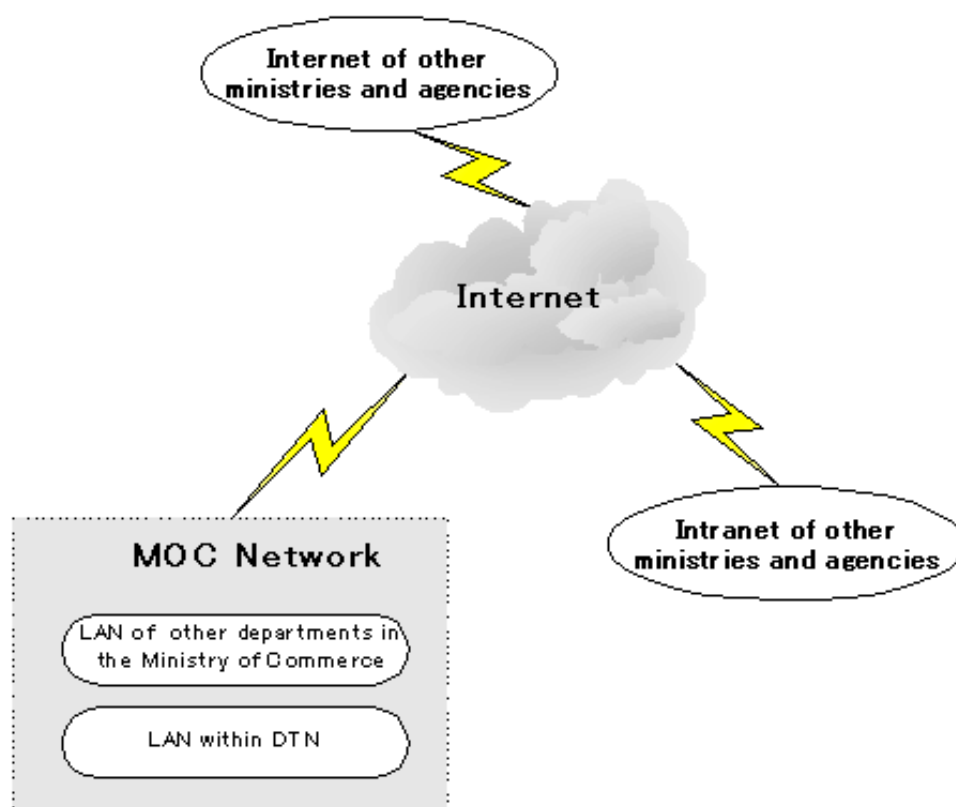 Internet of other
ministries and agencies
Internet
Intranet of other
ministries and agencies
MOC Network
LAN of other departments in
the Ministry of Commerce
LAN within DTN